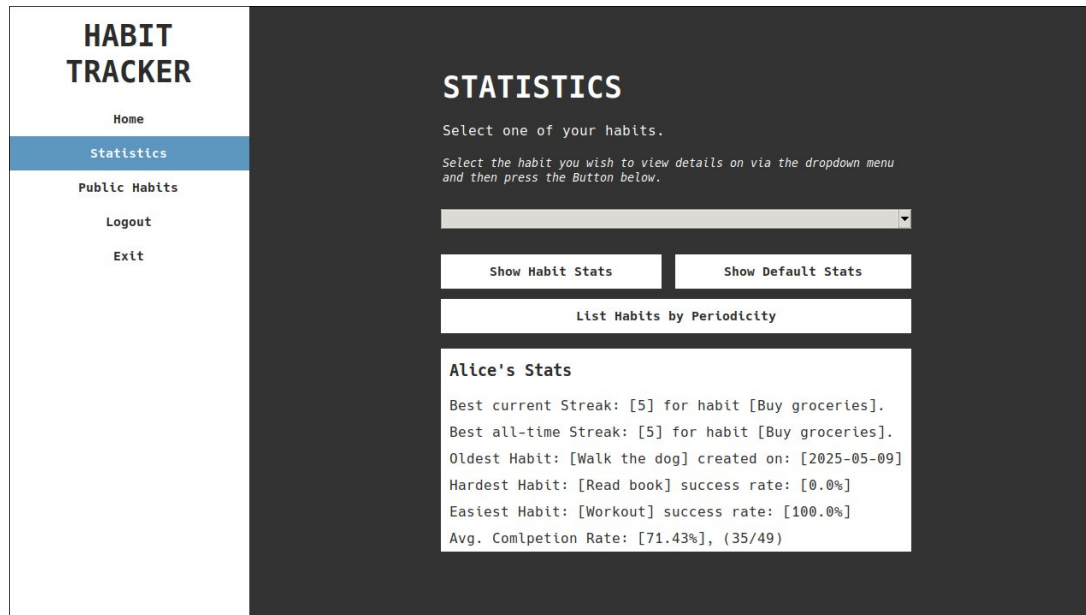 HABIT
TRACKER
Home
Statistics
Public Habits
Logout
Exit
STATISTICS
Select one of your habits.
Select the habit you wish to view details on via the dropdown menu
and then press the Button below.
Show Habit Stats
Show Default Stats
List Habits by Periodicity
Alice's Stats
Best current Streak: [5] for habit [Buy groceries].
Best all-time Streak: [5] for habit [Buy groceries].
Oldest Habit: [Walk the dog] created on: [2025-05-09]
Hardest Habit: [Read book] success rate: [0.0%]
Easiest Habit: [Workout] success rate: [100.0%]
Avg. Comlpetion Rate: [71.43%], (35/49)